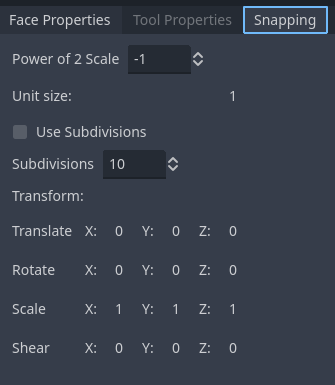 Face Properties Tool Properties Snapping
Power of 2 Scale -1
Unit size: 1
Use Subdivisions
Subdivisions 10
Transform:
Translate X: 0 Y: 0 Z: 0
Rotate X: 0 Y: 0 Z: 0
Scale X: 1 Y: 1 Z: 1
Shear X: 0 Y: 0 Z: 0